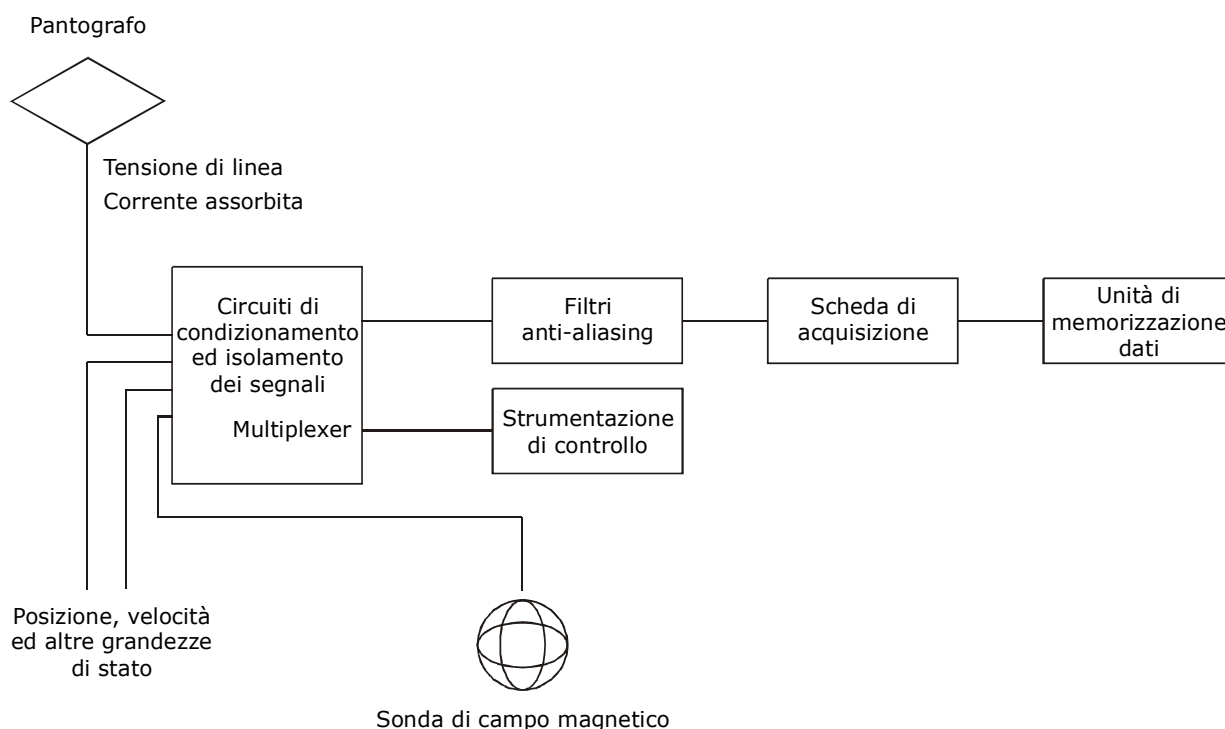 Pantografo
Tensione di linea
Corrente assorbita
Circuiti di
condizionamento
ed isolamento
dei segnali
Multiplexer
Filtri
anti-aliasing
Scheda di
acquisizione
Unità di
memorizzazione
dati
Strumentazione
di controllo
Posizione, velocità
ed altre grandezze
di stato
Sonda di campo magnetico